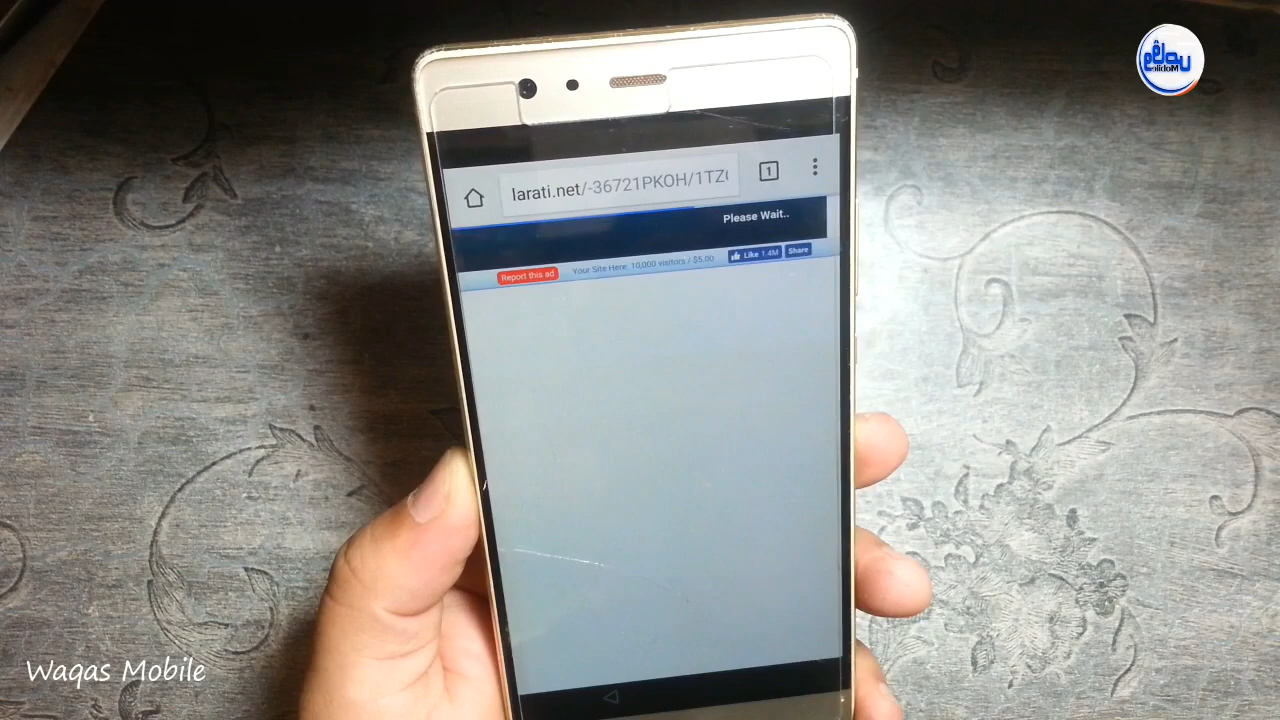 larati.net/-36721PKOH/1TZ
1
Please Wait..
Report this ad
Your Site Here: 10,000 visitors / $5.00
Like 1.4M
Share
Waqas Mobile
Mobile